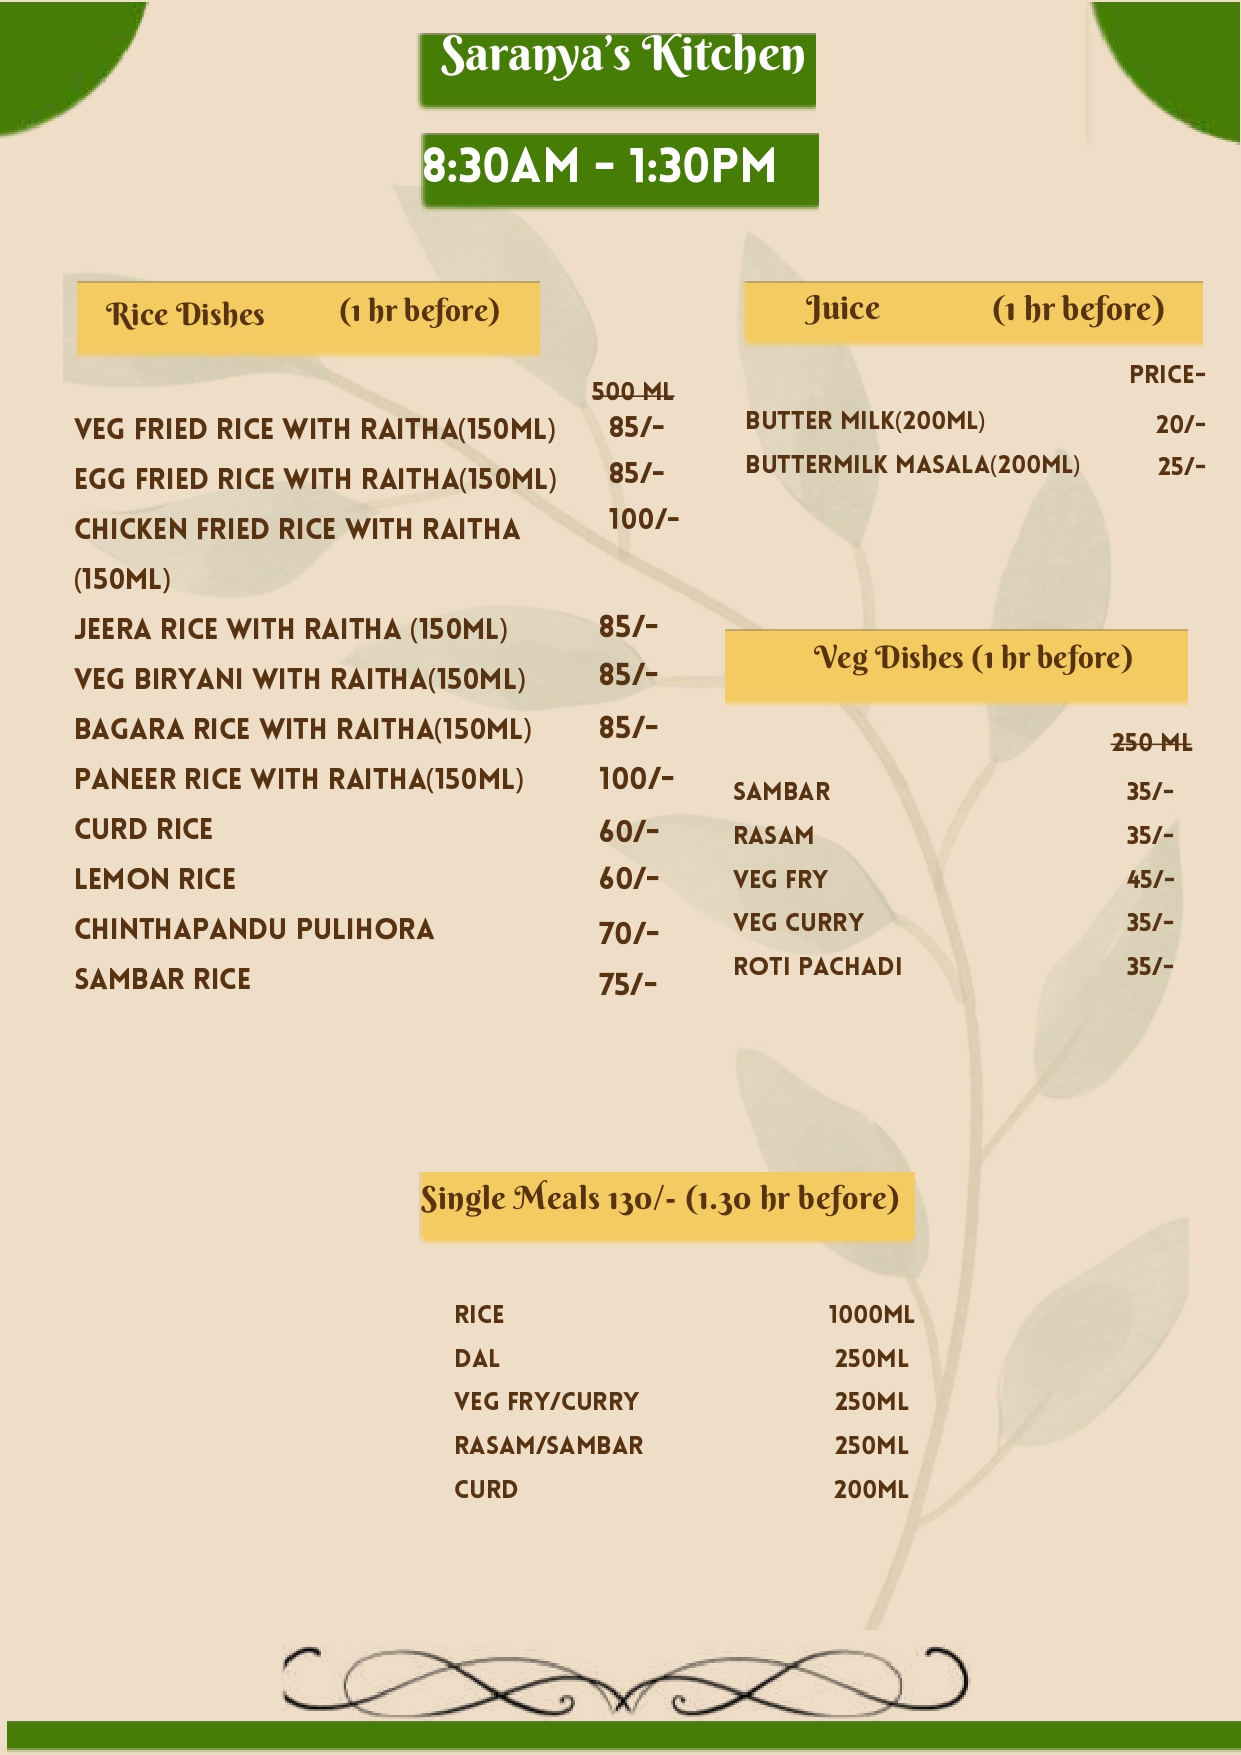 Saranya’s Kitchen
8:30AM - 1:30PM
Rice Dishes (1 hr before)
500 ML
VEG FRIED RICE WITH RAITHA(150ML) 85/-
EGG FRIED RICE WITH RAITHA(150ML) 85/-
CHICKEN FRIED RICE WITH RAITHA 100/-
(150ML)
JEERA RICE WITH RAITHA (150ML) 85/-
VEG BIRYANI WITH RAITHA(150ML) 85/-
BAGARA RICE WITH RAITHA(150ML) 85/-
PANEER RICE WITH RAITHA(150ML) 100/-
CURD RICE 60/-
LEMON RICE 60/-
CHINTHAPANDU PULIHORA 70/-
SAMBAR RICE 75/-
Juice (1 hr before)
PRICE-
BUTTER MILK(200ML) 20/-
BUTTERMILK MASALA(200ML) 25/-
Veg Dishes (1 hr before)
250 ML
SAMBAR 35/-
RASAM 35/-
VEG FRY 45/-
VEG CURRY 35/-
ROTI PACHADI 35/-
Single Meals 130/- (1.30 hr before)
RICE 1000ML
DAL 250ML
VEG FRY/CURRY 250ML
RASAM/SAMBAR 250ML
CURD 200ML